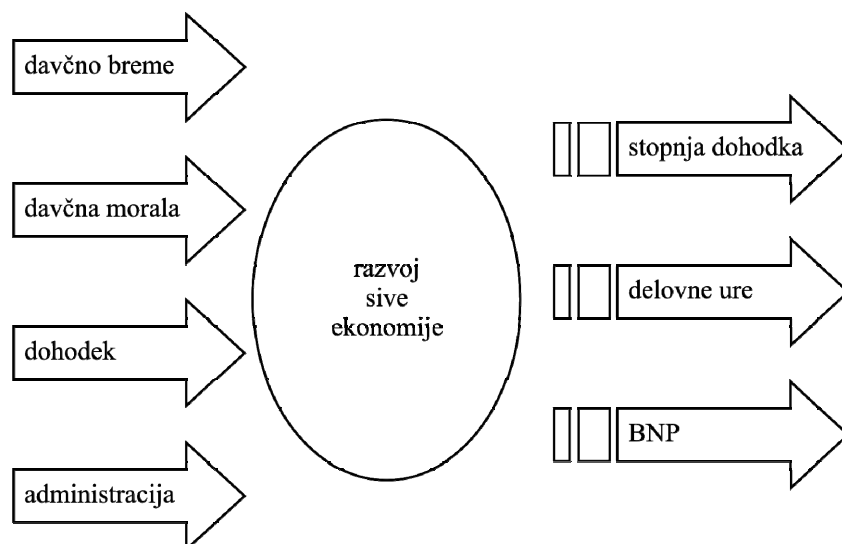 davčno breme
davčna morala
dohodek
administracija
razvoj
sive
ekonomije
stopnja dohodka
delovne ure
BNP